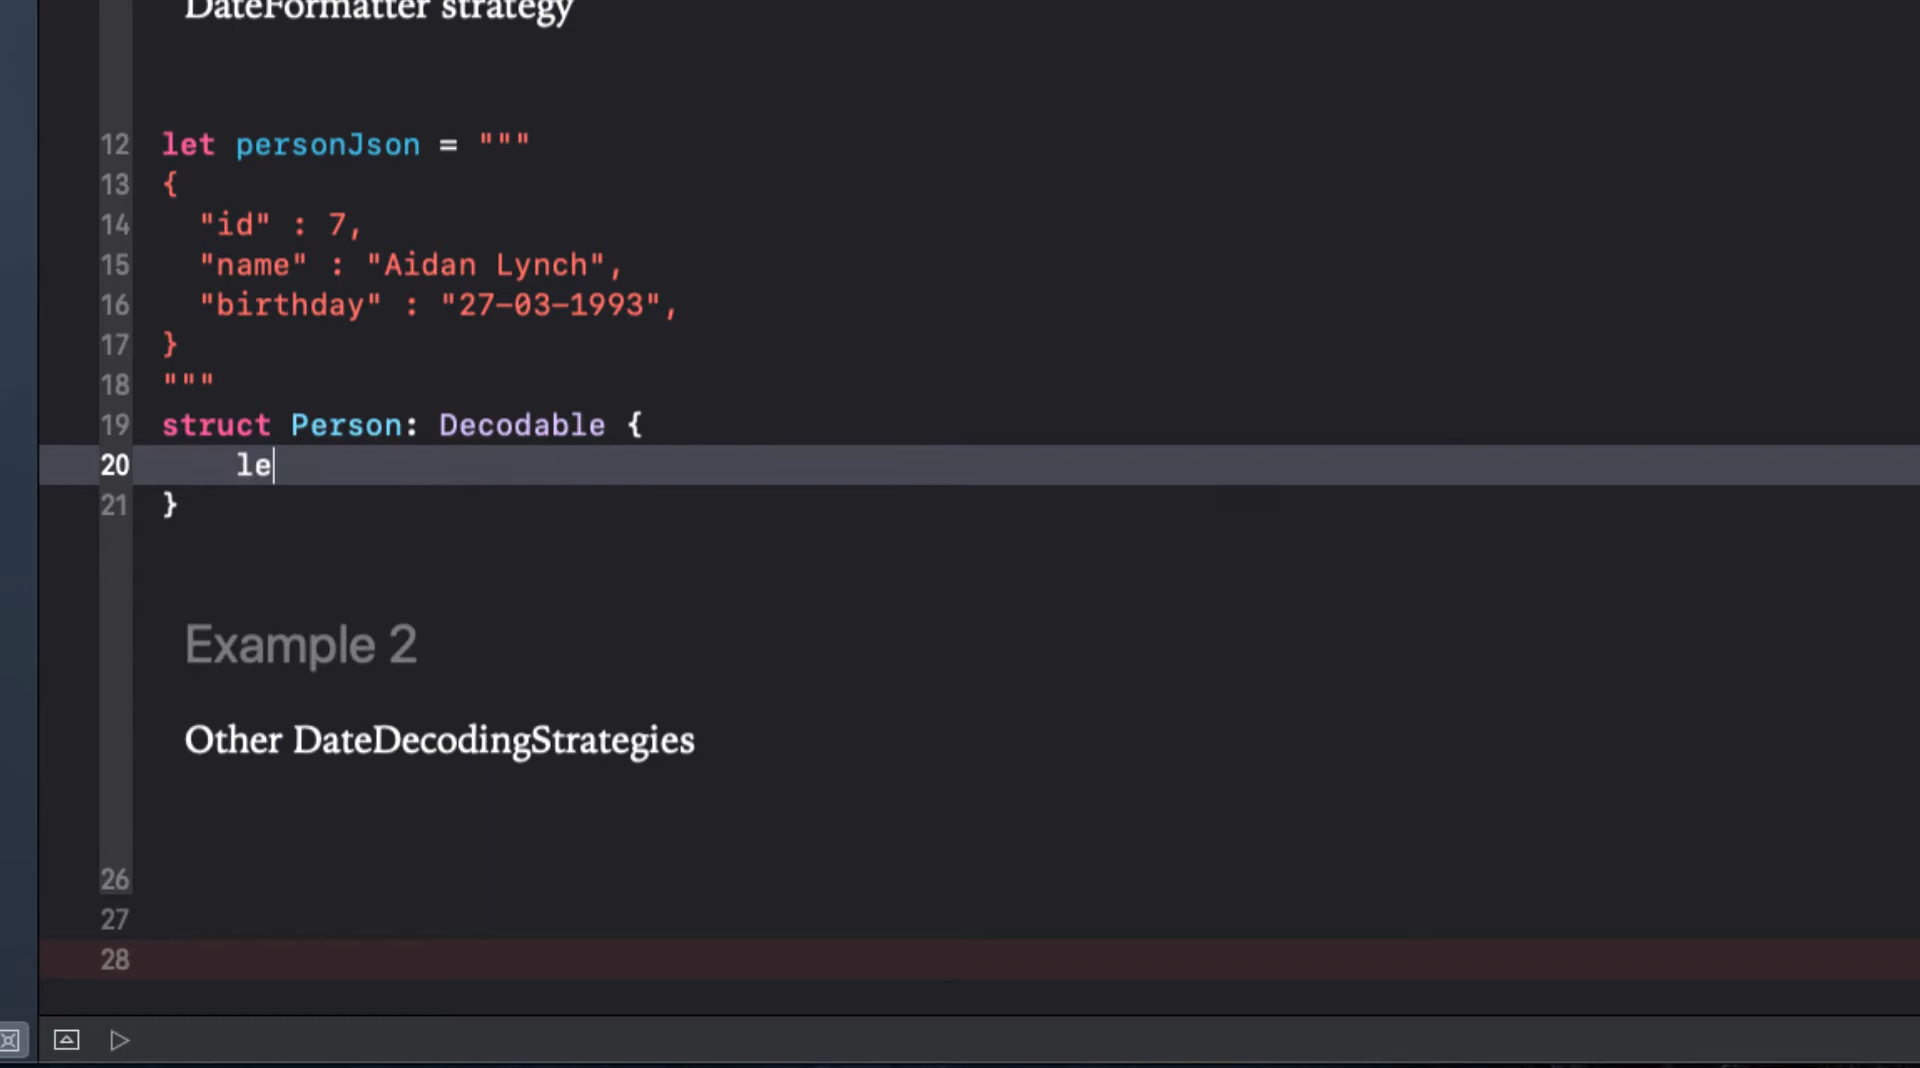 DateFormatter strategy
12 let personJson = """
13 {
14   "id" : 7,
15   "name" : "Aidan Lynch",
16   "birthday" : "27-03-1993",
17 }
18 """
19 struct Person: Decodable {
20     le
21 }
Example 2
Other DateDecodingStrategies
26
27
28